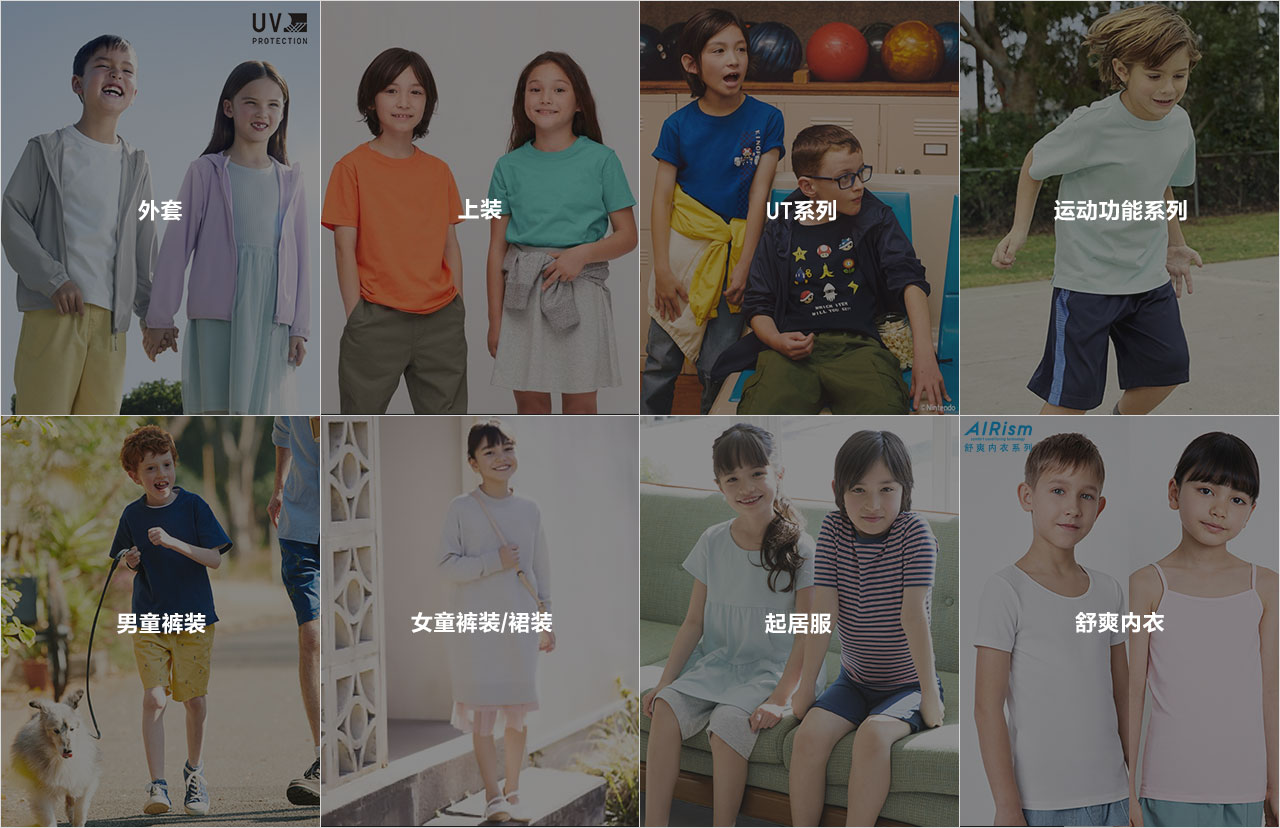 UV
PROTECTION
外套
上装
KINOPIO
UT系列
©Nintendo
运动功能系列
男童裤装
女童裤装/裙装
起居服
AIRism
舒爽内衣系列
舒爽内衣